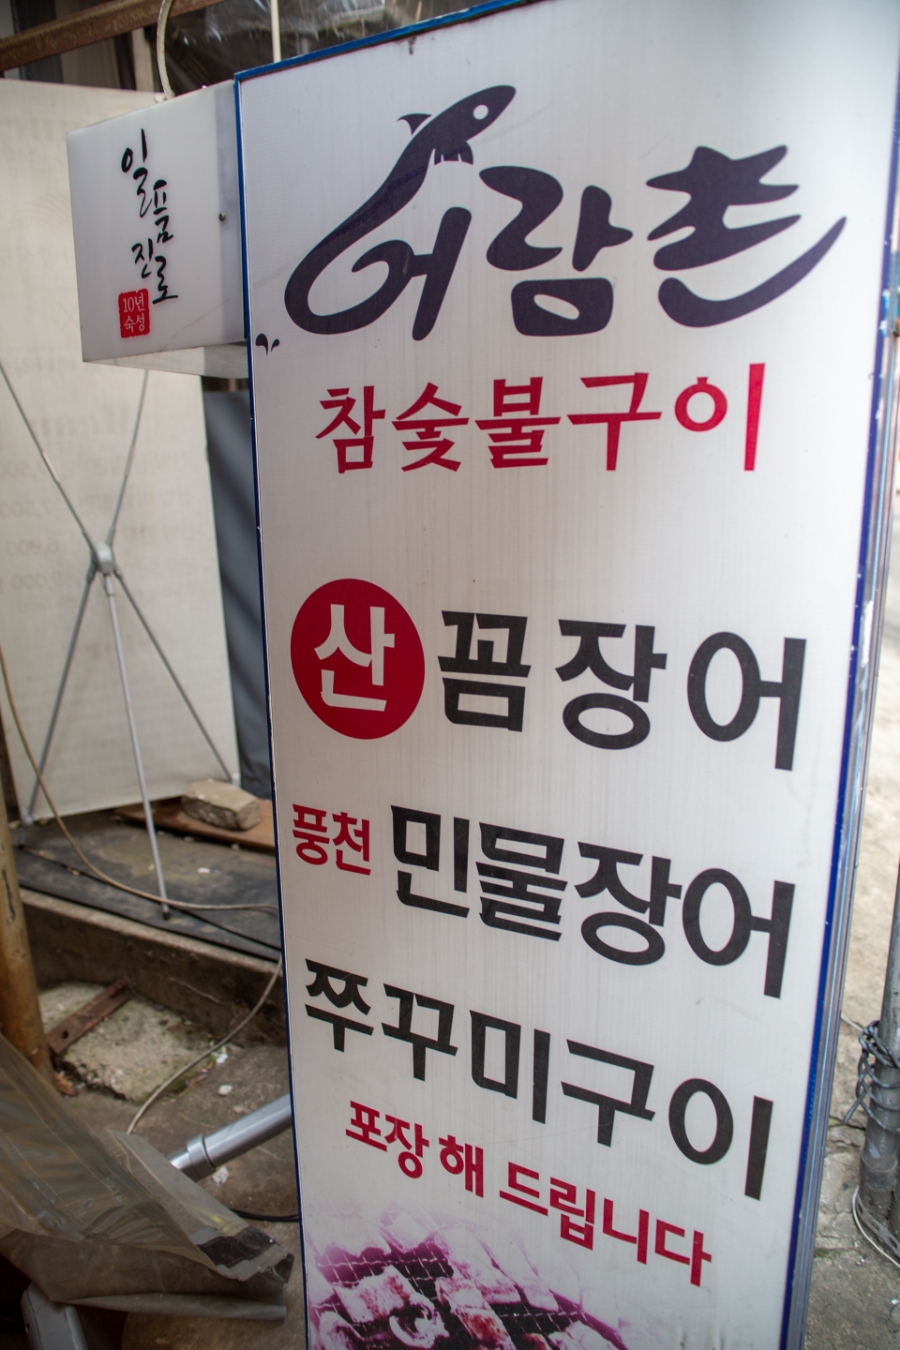 일품
진로
10년
숙성
어람촌
참숯불구이
산 꼼장어
풍천 민물장어
쭈꾸미구이
포장 해 드립니다